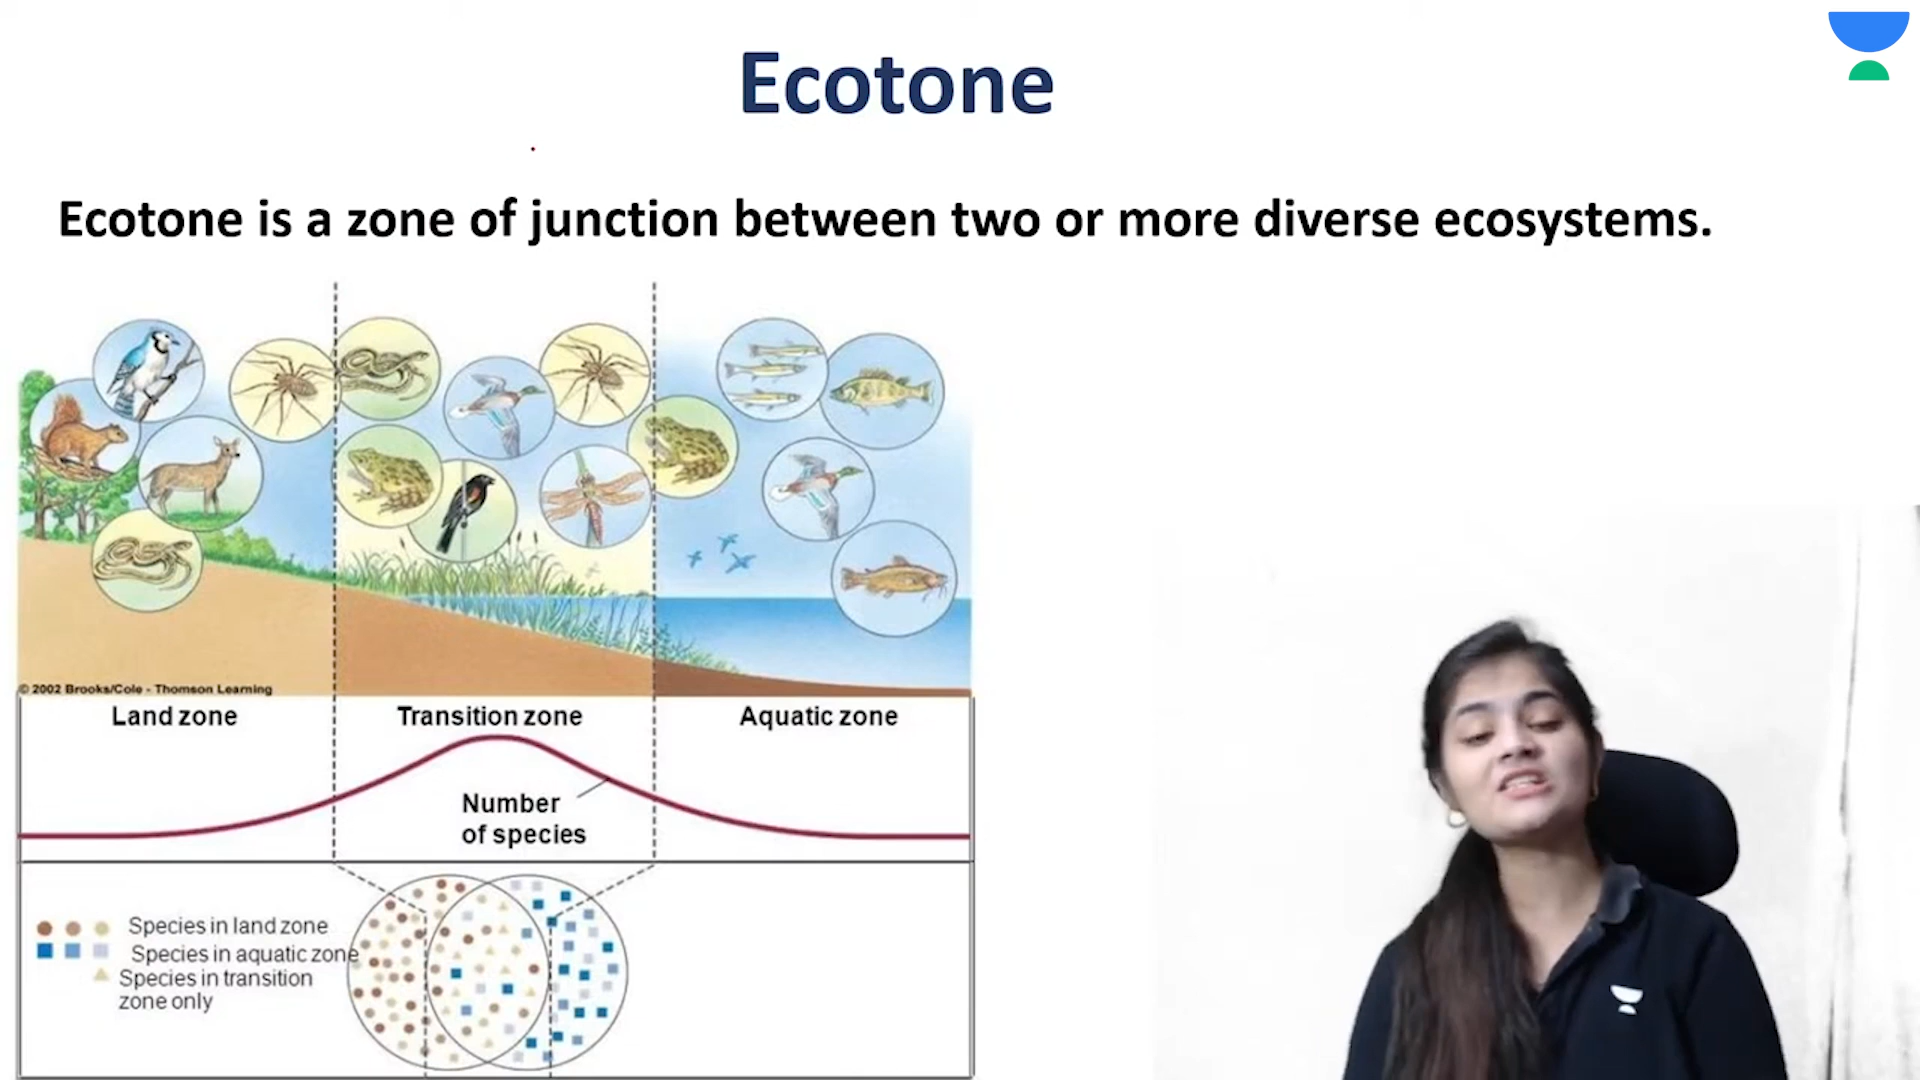 Ecotone
Ecotone is a zone of junction between two or more diverse ecosystems.
© 2002 Brooks/Cole - Thomson Learning
Land zone
Transition zone
Aquatic zone
Number
of species
Species in land zone
Species in aquatic zone
Species in transition
zone only